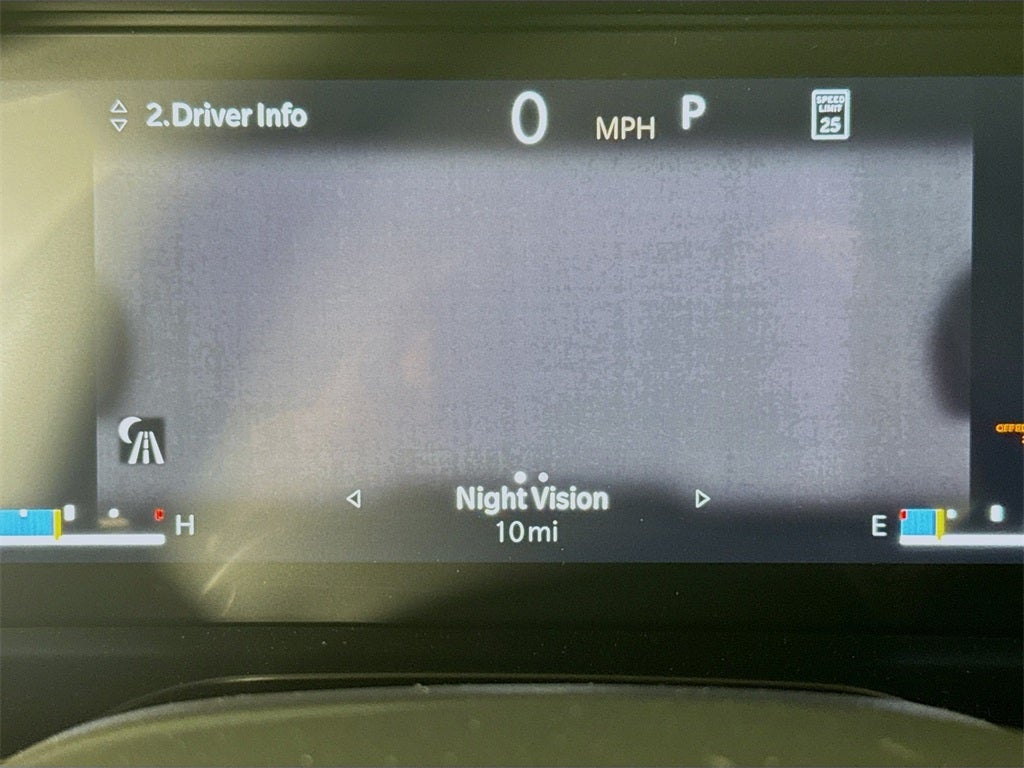 2.Driver Info
0 MPH P
SPEED
LIMIT
25
H
E
Night Vision
10mi